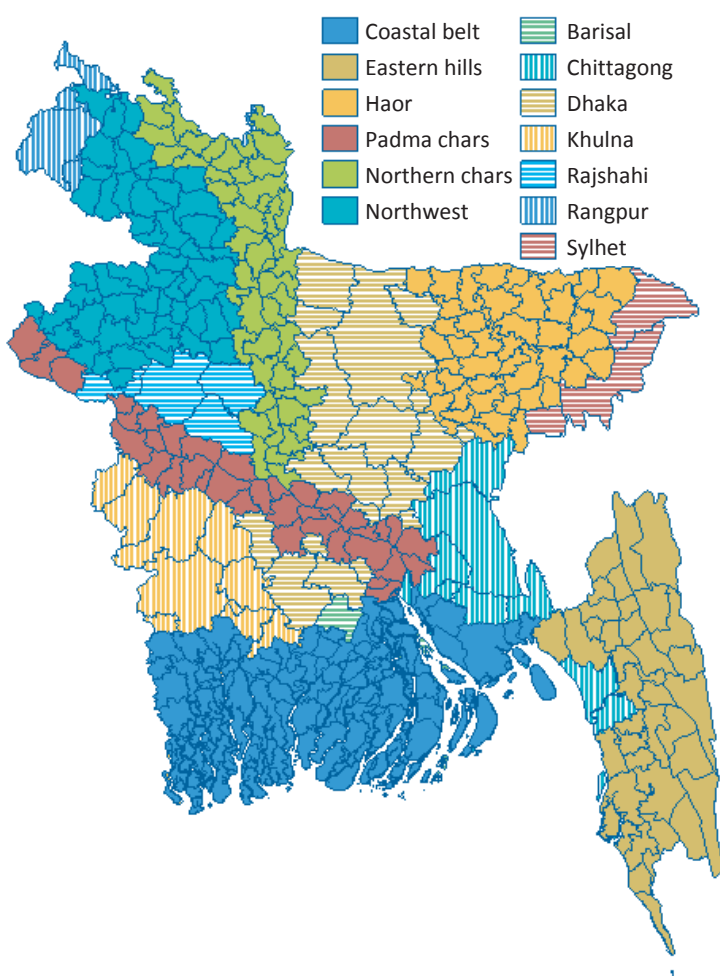 Coastal belt
Eastern hills
Haor
Padma chars
Northern chars
Northwest
Barisal
Chittagong
Dhaka
Khulna
Rajshahi
Rangpur
Sylhet